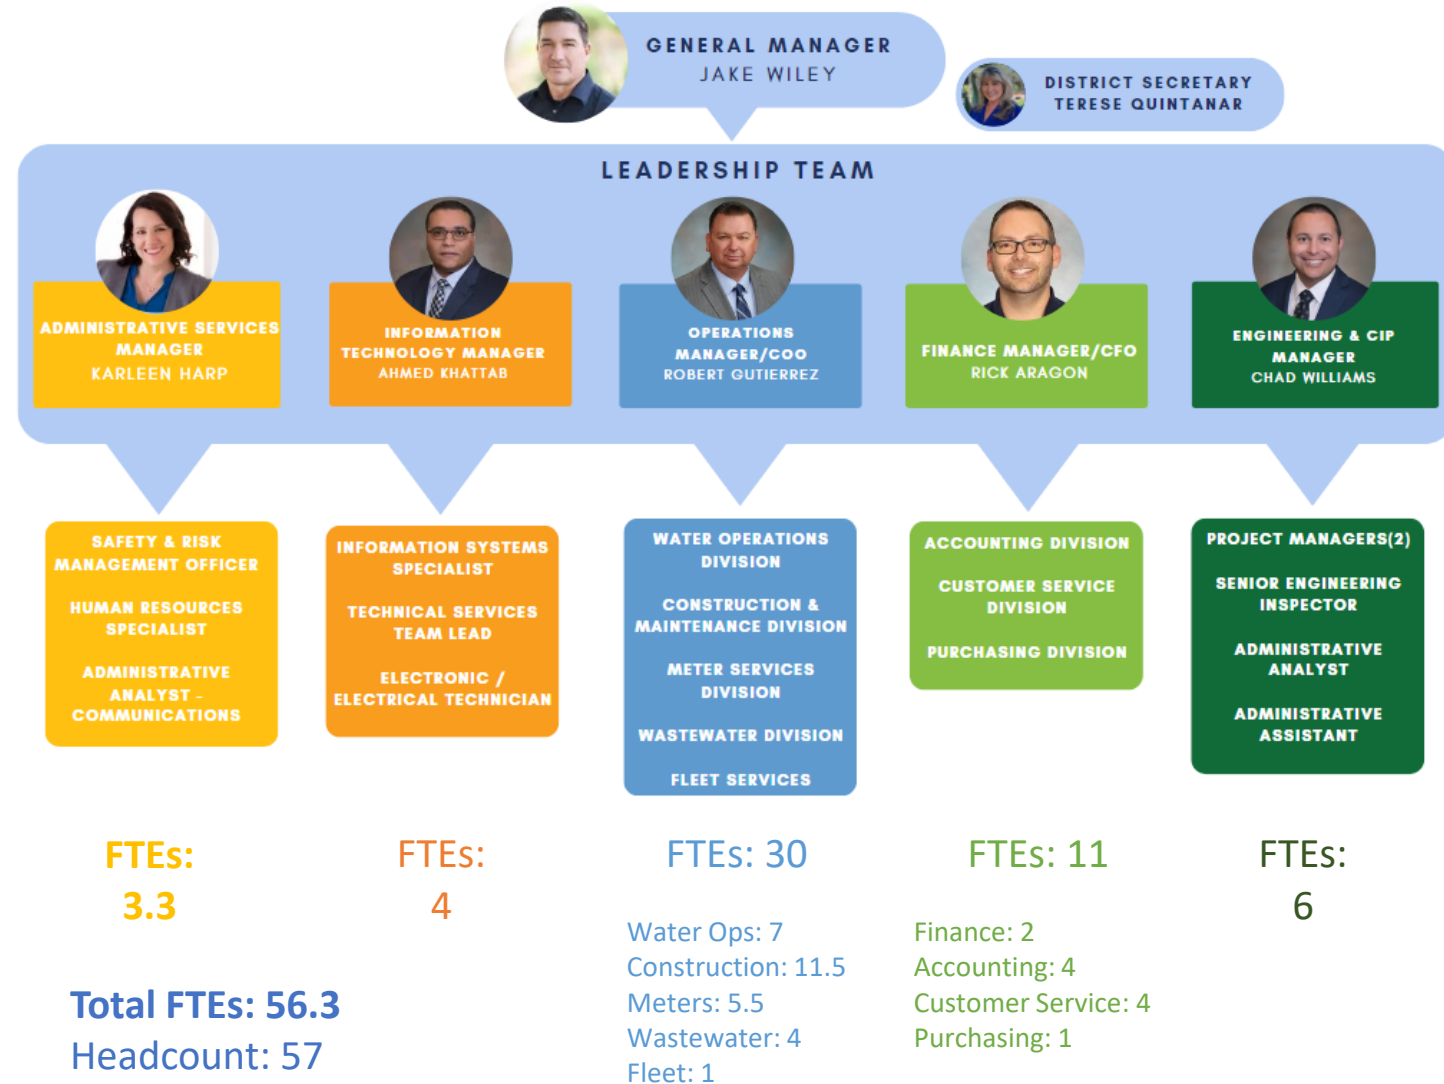 GENERAL MANAGER
JAKE WILEY
DISTRICT SECRETARY
TERESE QUINTANAR
LEADERSHIP TEAM
ADMINISTRATIVE SERVICES
MANAGER
KARLEEN HARP
INFORMATION
TECHNOLOGY MANAGER
AHMED KHATTAB
OPERATIONS
MANAGER/COO
ROBERT GUTIERREZ
FINANCE MANAGER/CFO
RICK ARAGON
ENGINEERING & CIP
MANAGER
CHAD WILLIAMS
SAFETY & RISK
MANAGEMENT OFFICER
HUMAN RESOURCES
SPECIALIST
ADMINISTRATIVE
ANALYST -
COMMUNICATIONS
INFORMATION SYSTEMS
SPECIALIST
TECHNICAL SERVICES
TEAM LEAD
ELECTRONIC /
ELECTRICAL TECHNICIAN
WATER OPERATIONS
DIVISION
CONSTRUCTION &
MAINTENANCE DIVISION
METER SERVICES
DIVISION
WASTEWATER DIVISION
FLEET SERVICES
ACCOUNTING DIVISION
CUSTOMER SERVICE
DIVISION
PURCHASING DIVISION
PROJECT MANAGERS(2)
SENIOR ENGINEERING
INSPECTOR
ADMINISTRATIVE
ANALYST
ADMINISTRATIVE
ASSISTANT
FTEs:
3.3
FTEs:
4
FTEs: 30
Water Ops: 7
Construction: 11.5
Meters: 5.5
Wastewater: 4
Fleet: 1
FTEs: 11
Finance: 2
Accounting: 4
Customer Service: 4
Purchasing: 1
FTEs:
6
Total FTEs: 56.3
Headcount: 57